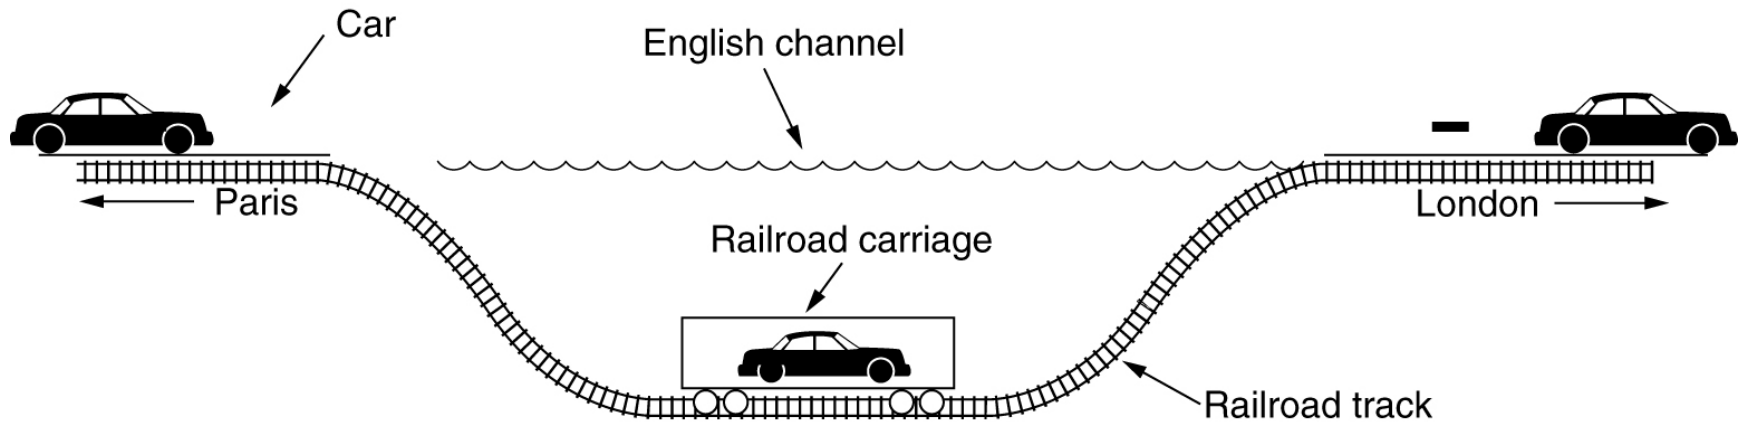 Car
English channel
Paris
London
Railroad carriage
Railroad track